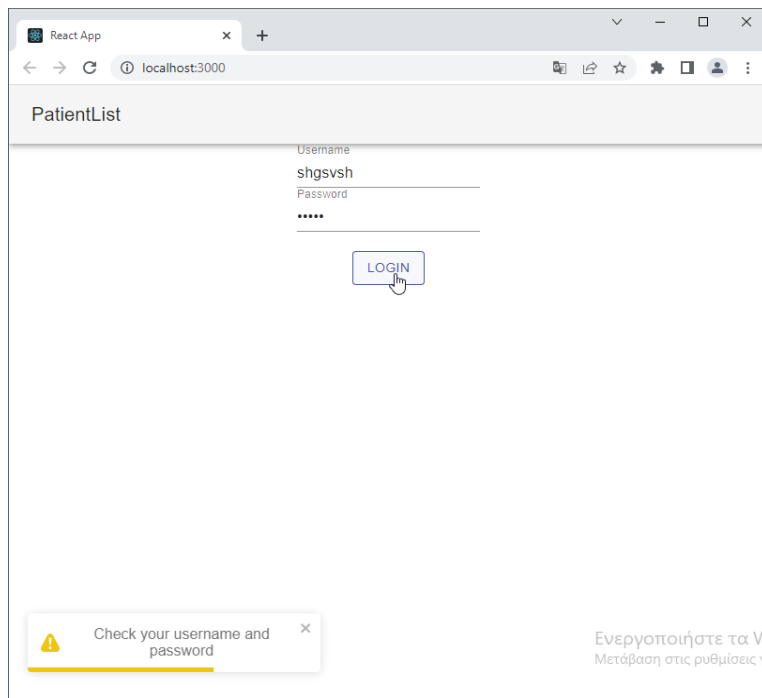 React App
localhost:3000
PatientList
Username
shgsvsh
Password
•••••
LOGIN
Check your username and
password
Ενεργοποιήστε τα
Μετάβαση στις ρυθμίσεις